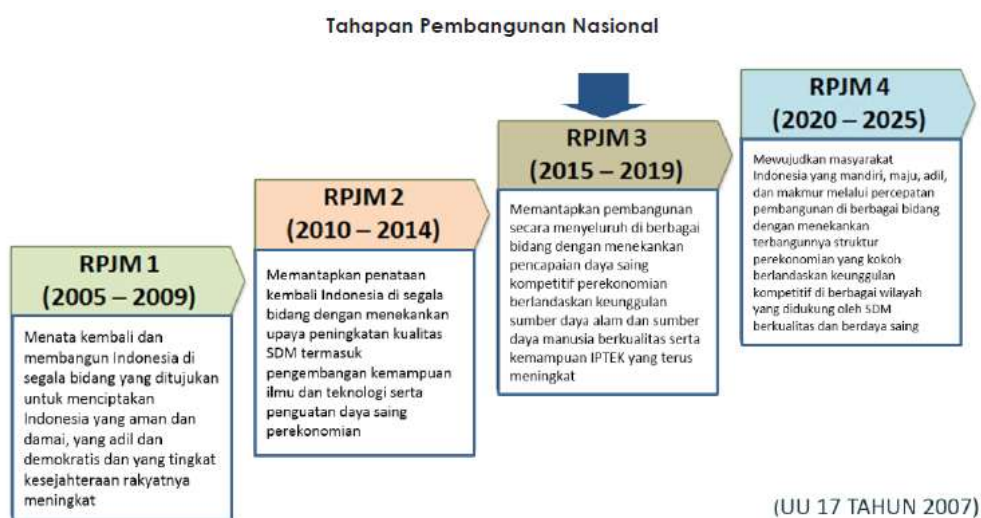 Tahapan Pembangunan Nasional
RPJM 1
(2005 – 2009)
Menata kembali dan
membangun Indonesia di
segala bidang yang ditujukan
untuk menciptakan
Indonesia yang aman dan
damai, yang adil dan
demokratis dan yang tingkat
kesejahteraan rakyatnya
meningkat
RPJM 2
(2010 – 2014)
Memantapkan penataan
kembali Indonesia di segala
bidang dengan menekankan
upaya peningkatan kualitas
SDM termasuk
pengembangan kemampuan
ilmu dan teknologi serta
penguatan daya saing
perekonomian
RPJM 3
(2015 – 2019)
Memantapkan pembangunan
secara menyeluruh di berbagai
bidang dengan menekankan
pencapaian daya saing
kompetitif perekonomian
berlandaskan keunggulan
sumber daya alam dan sumber
daya manusia berkualitas serta
kemampuan IPTEK yang terus
meningkat
RPJM 4
(2020 – 2025)
Mewujudkan masyarakat
Indonesia yang mandiri, maju, adil,
dan makmur melalui percepatan
pembangunan di berbagai bidang
dengan menekankan
terbangunnya struktur
perekonomian yang kokoh
berlandaskan keunggulan
kompetitif di berbagai wilayah
yang didukung oleh SDM
berkualitas dan berdaya saing
(UU 17 TAHUN 2007)